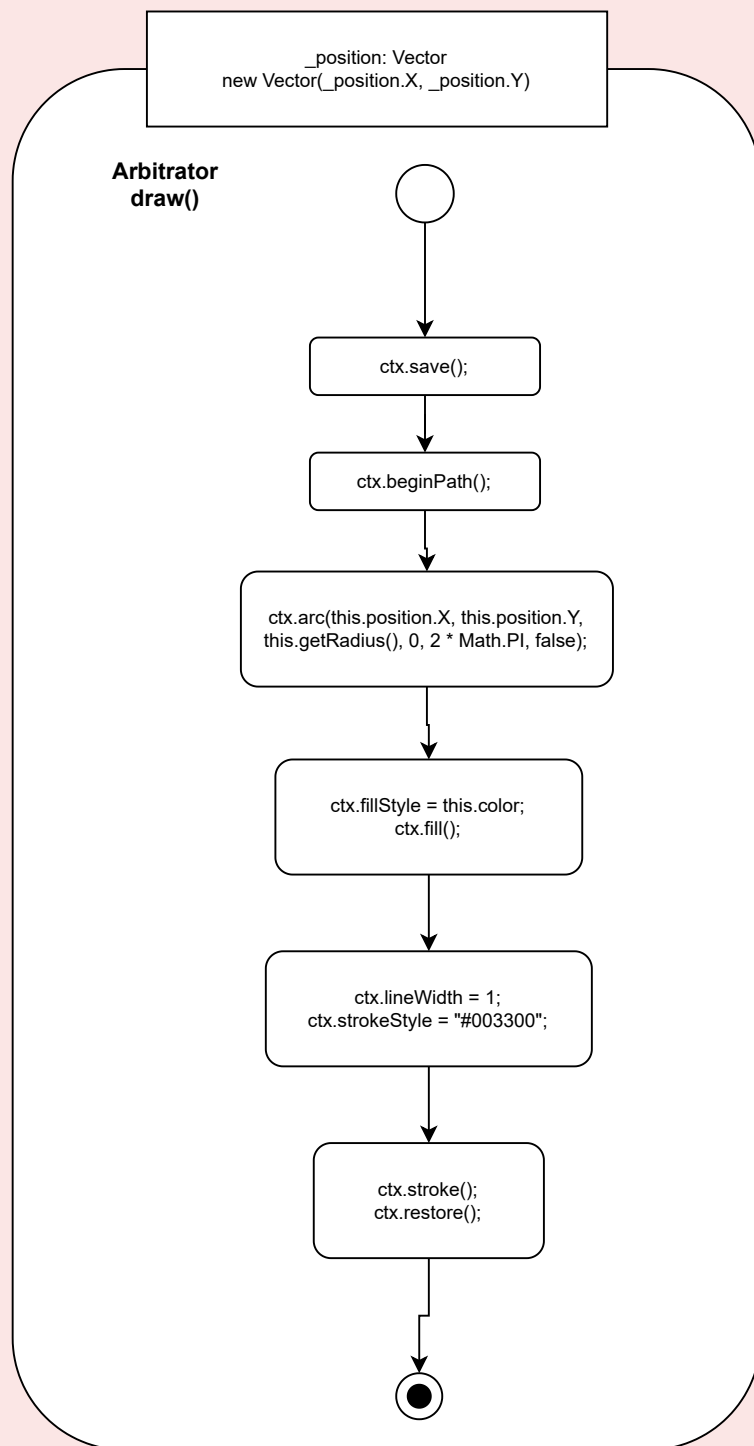 _position: Vector
new Vector(_position.X, _position.Y)
Arbitrator
draw()
ctx.save();
ctx.beginPath();
ctx.arc(this.position.X, this.position.Y,
this.getRadius(), 0, 2 * Math.PI, false);
ctx.fillStyle = this.color;
ctx.fill();
ctx.lineWidth = 1;
ctx.strokeStyle = "#003300";
ctx.stroke();
ctx.restore();